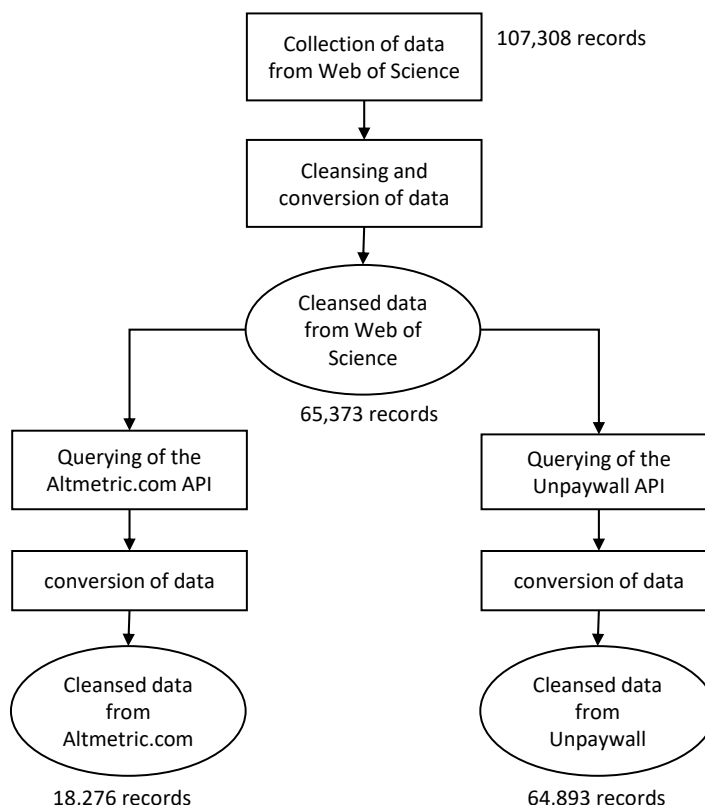 Collection of data
from Web of Science
107,308 records
Cleansing and
conversion of data
Cleansed data
from Web of
Science
65,373 records
Querying of the
Altmetric.com API
Querying of the
Unpaywall API
conversion of data
conversion of data
Cleansed data
from
Altmetric.com
Cleansed data
from
Unpaywall
18,276 records
64,893 records